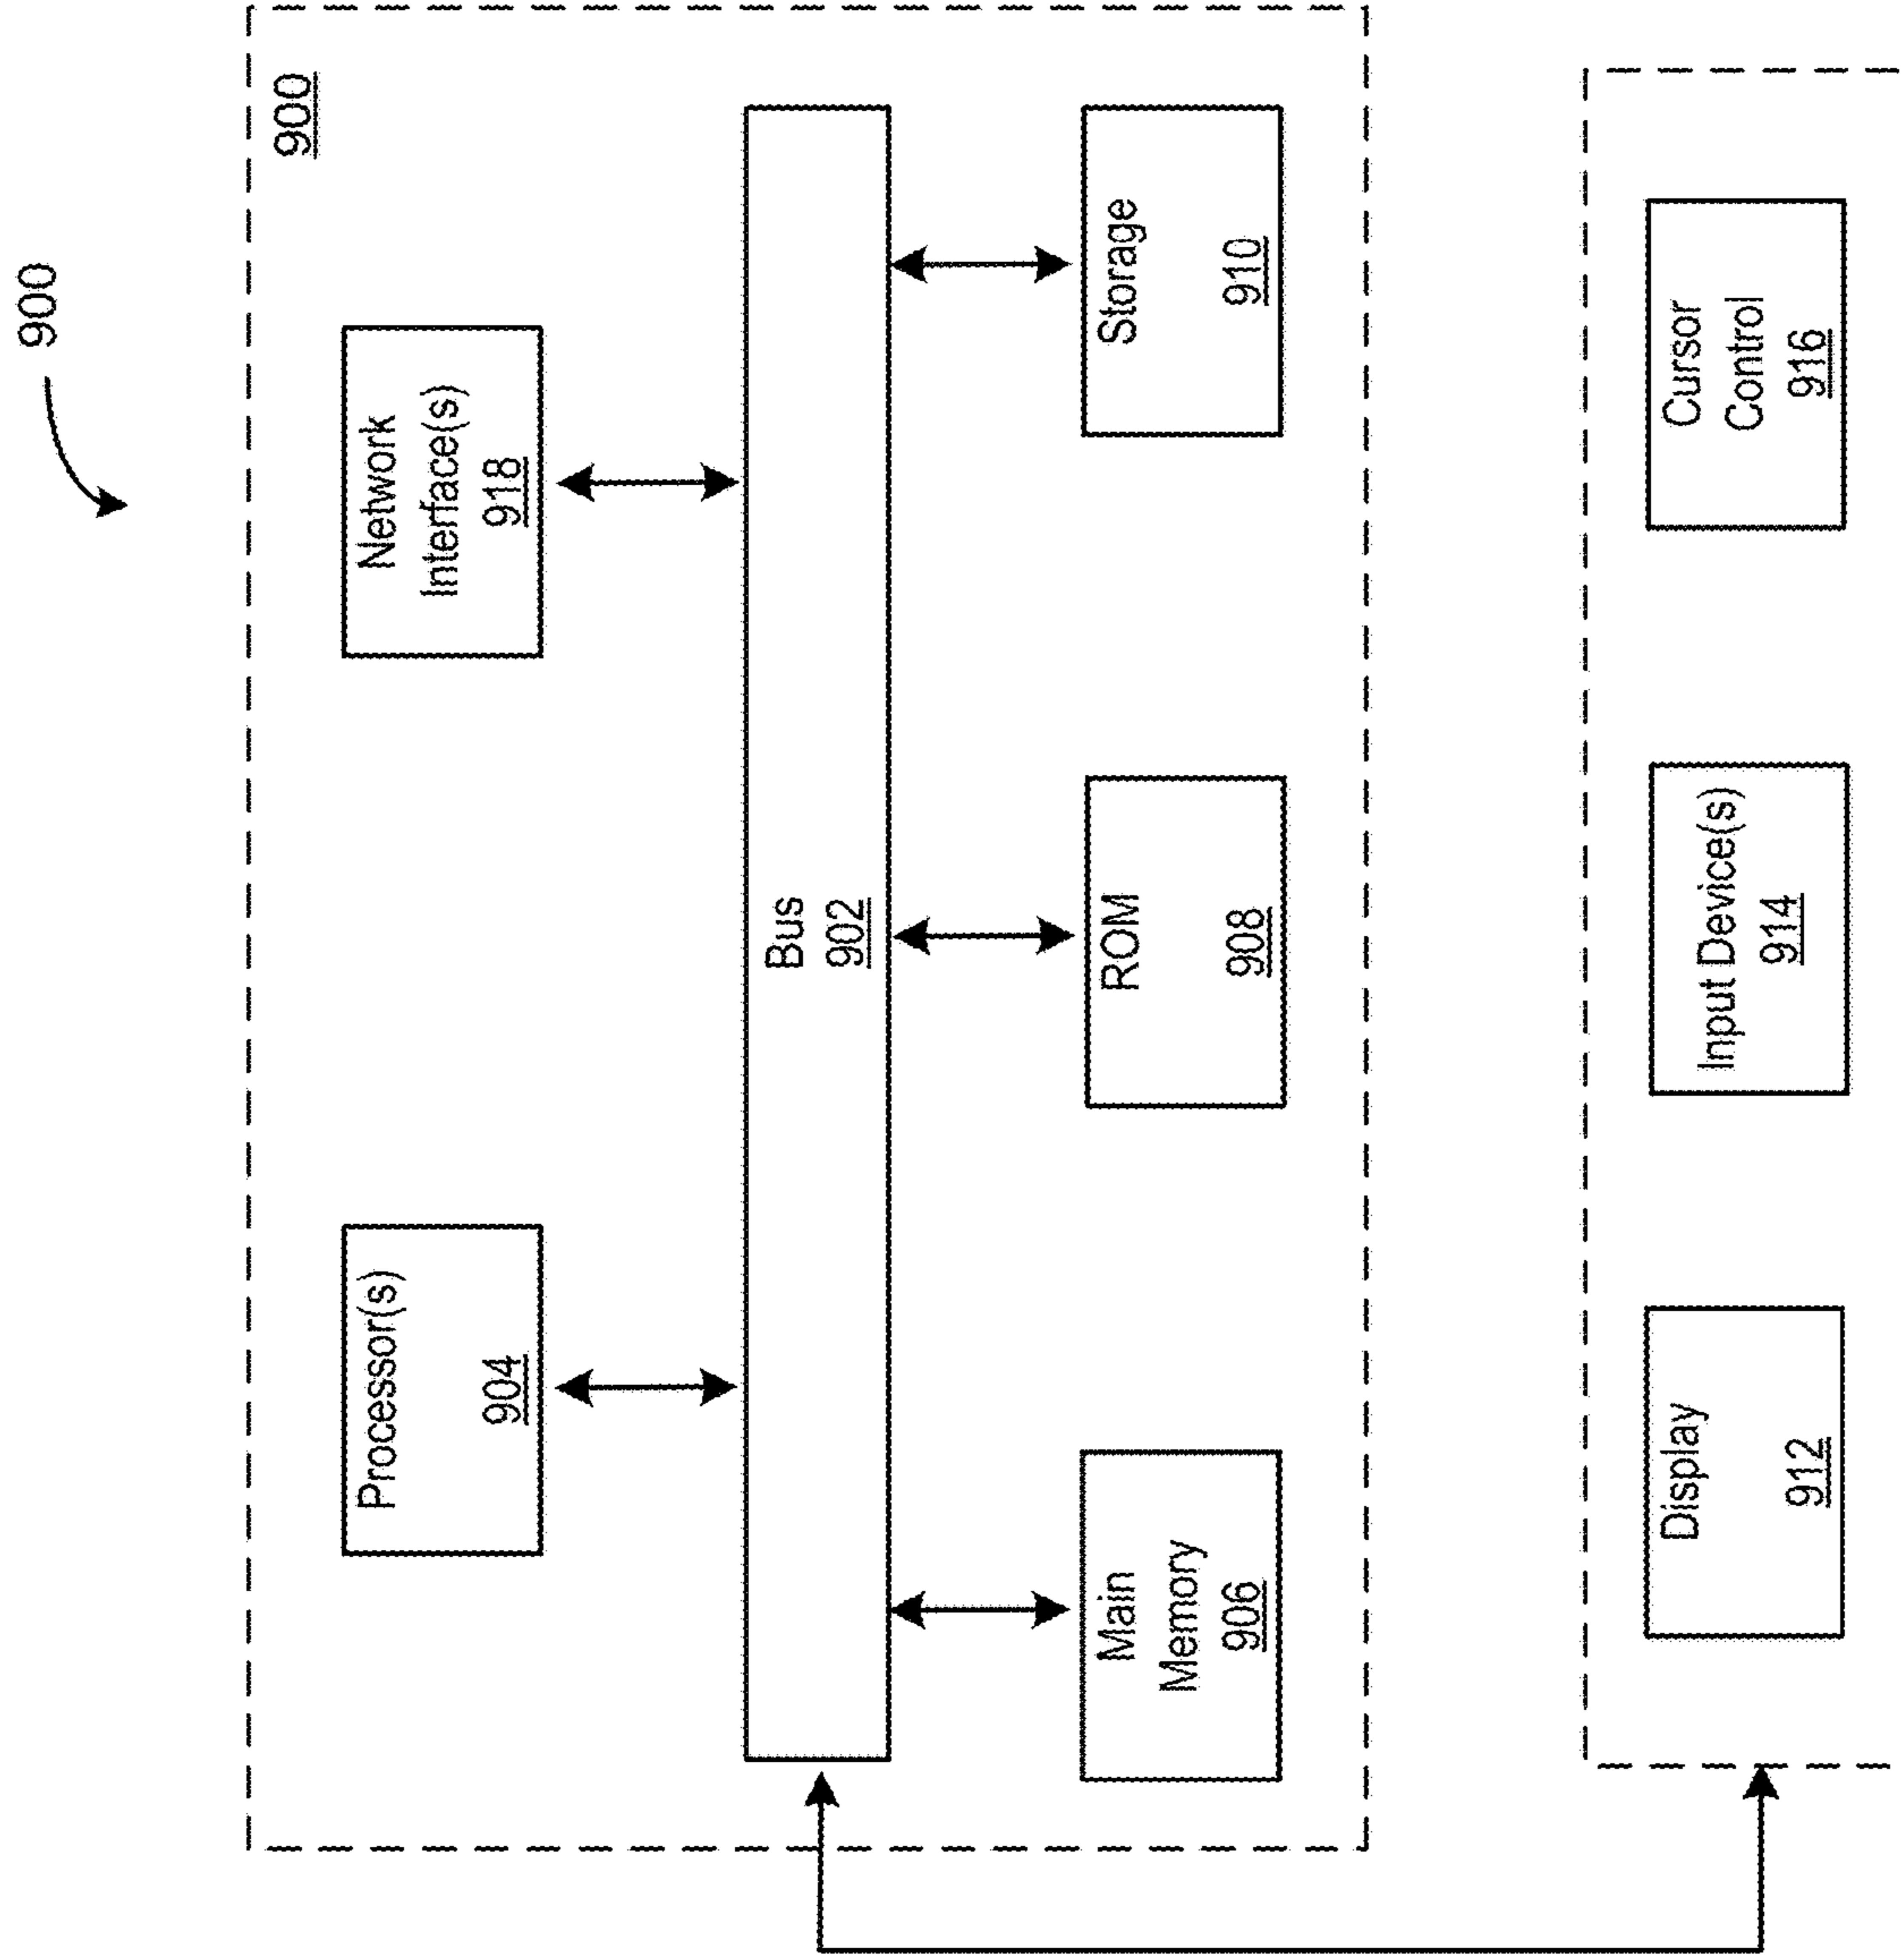 900
900
Processor(s)
904
Network
Interface(s)
918
Bus
902
Main
Memory
906
ROM
908
Storage
910
Display
912
Input Device(s)
914
Cursor
Control
916